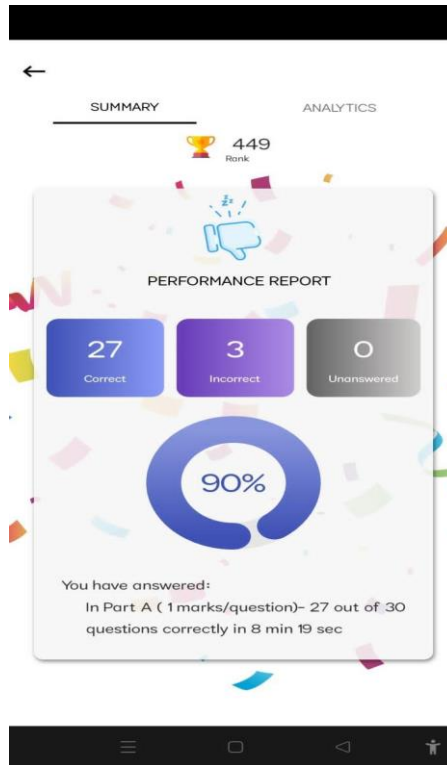 SUMMARY ANALYTICS
449
Rank
zzz
PERFORMANCE REPORT
27 3 0
Correct Incorrect Unanswered
90%
You have answered:
In Part A ( 1 marks/question)- 27 out of 30
questions correctly in 8 min 19 sec